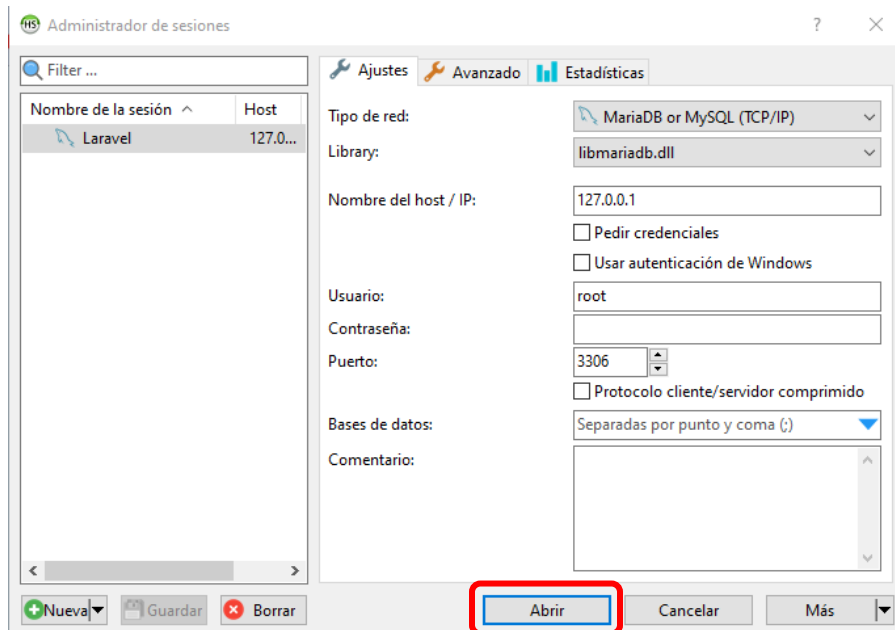 HS Administrador de sesiones ?
Filter ...
Nombre de la sesión Host
Laravel 127.0...
Ajustes Avanzado Estadísticas
Tipo de red: MariaDB or MySQL (TCP/IP)
Library: libmariadb.dll
Nombre del host / IP: 127.0.0.1
Pedir credenciales
Usar autenticación de Windows
Usuario: root
Contraseña:
Puerto: 3306
Protocolo cliente/servidor comprimido
Bases de datos: Separadas por punto y coma (;)
Comentario:
Nueva Guardar Borrar Abrir Cancelar Más